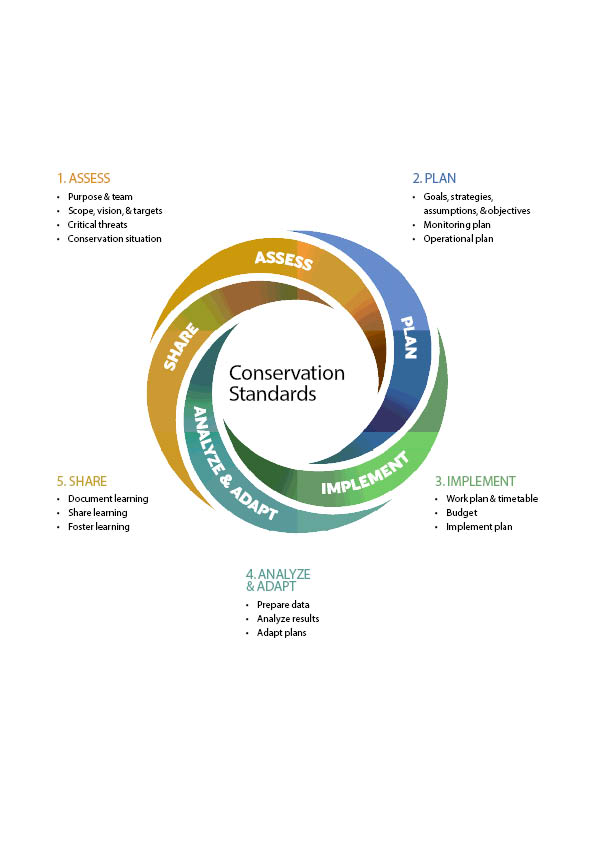 1. ASSESS
• Purpose & team
• Scope, vision, & targets
• Critical threats
• Conservation situation
2. PLAN
• Goals, strategies,
assumptions, & objectives
• Monitoring plan
• Operational plan
ASSESS
PLAN
SHARE
Conservation
Standards
ANALYZE & ADAPT
IMPLEMENT
5. SHARE
• Document learning
• Share learning
• Foster learning
3. IMPLEMENT
• Work plan & timetable
• Budget
• Implement plan
4. ANALYZE
& ADAPT
• Prepare data
• Analyze results
• Adapt plans